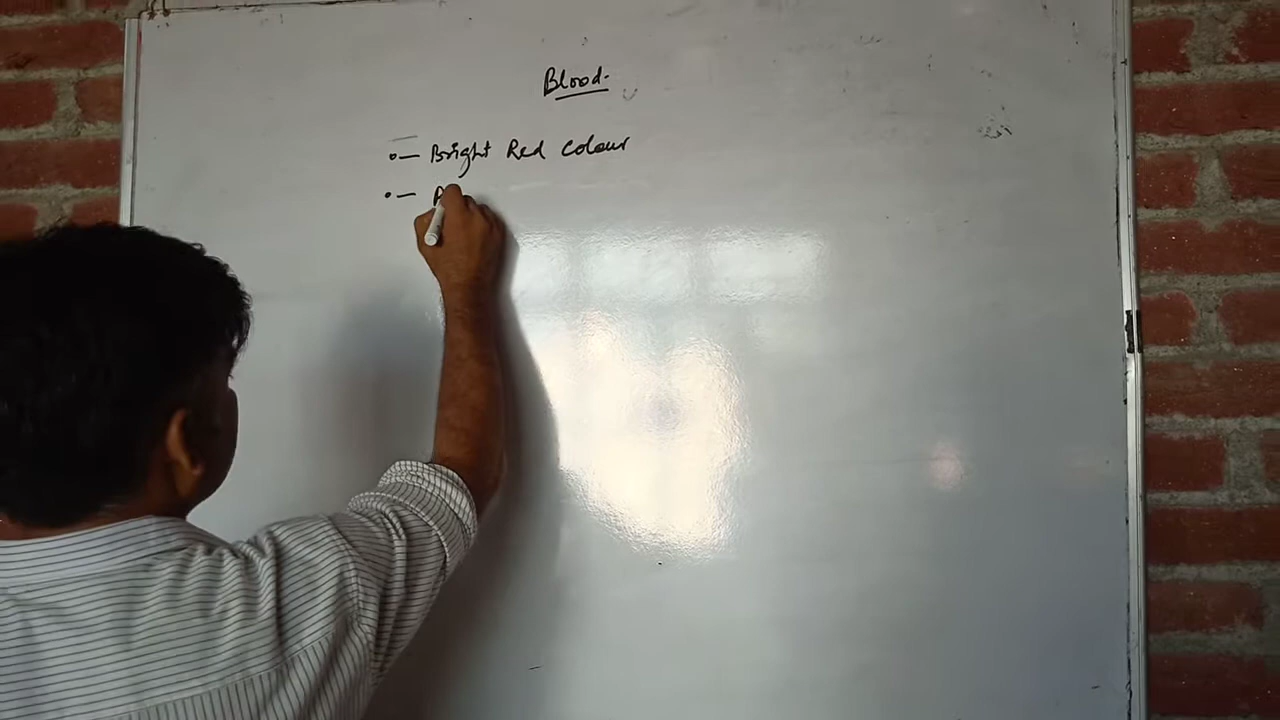 Blood.
•— Bright Red Colour
•—